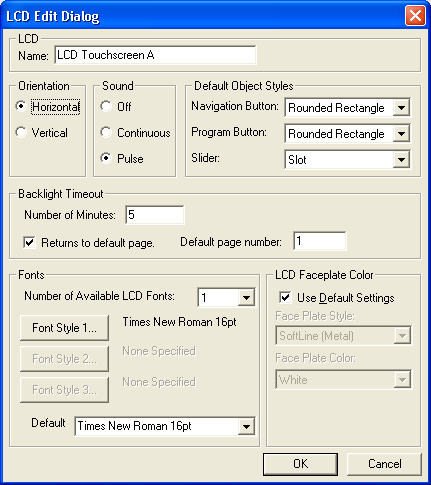 LCD Edit Dialog
LCD
Name: LCD Touchscreen A
Orientation
Horizontal
Vertical
Sound
Off
Continuous
Pulse
Default Object Styles
Navigation Button: Rounded Rectangle
Program Button: Rounded Rectangle
Slider: Slot
Backlight Timeout
Number of Minutes: 5
Returns to default page. Default page number: 1
Fonts
Number of Available LCD Fonts: 1
Font Style 1... Times New Roman 16pt
Font Style 2... None Specified
Font Style 3... None Specified
Default Times New Roman 16pt
LCD Faceplate Color
Use Default Settings
Face Plate Style:
SoftLine (Metal)
Face Plate Color:
White
OK Cancel